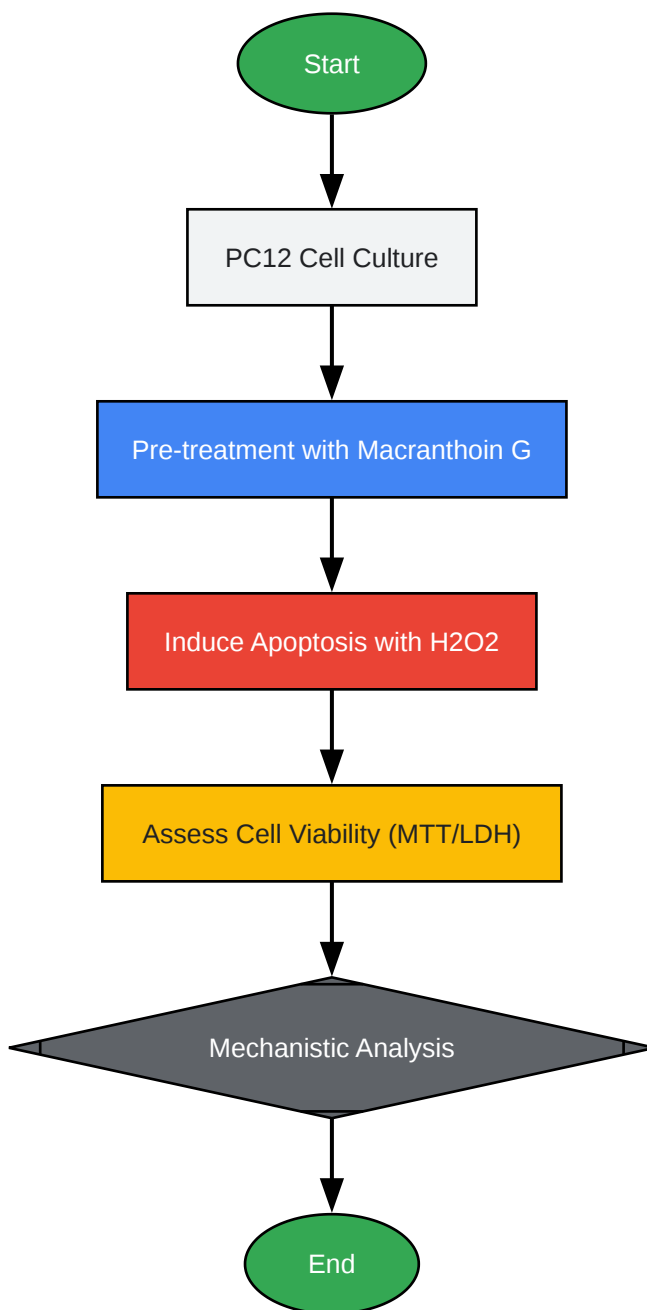 Start
PC12 Cell Culture
Pre-treatment with Macranthoin G
Induce Apoptosis with H2O2
Assess Cell Viability (MTT/LDH)
Mechanistic Analysis
End